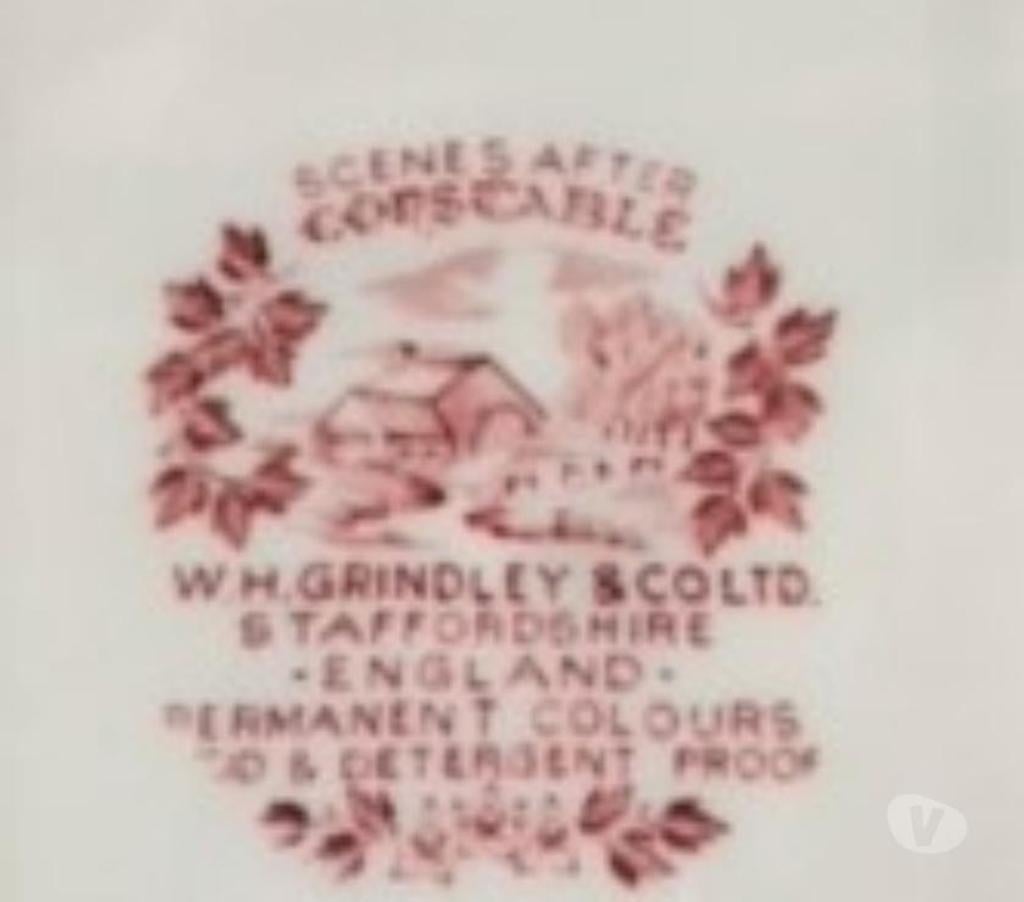 SCENES AFTER
CONSTABLE
W H. GRINDLEY & CO LTD.
STAFFORDSHIRE
- ENGLAND -
PERMANENT COLOURS
& DETERGENT PROOF
V